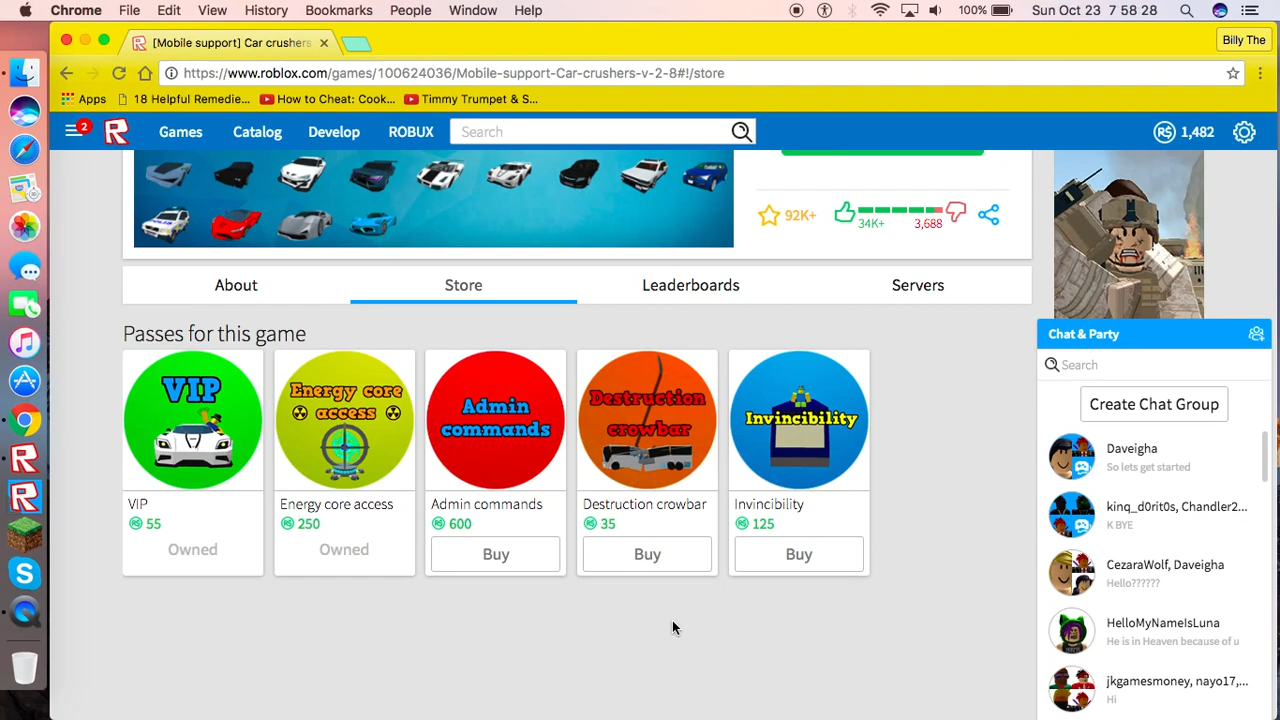 Chrome File Edit View History Bookmarks People Window Help 100% Sun Oct 23 7 58 28
[Mobile support] Car crushers
Billy The
https://www.roblox.com/games/100624036/Mobile-support-Car-crushers-v-2-8#!/store
Apps 18 Helpful Remedie... How to Cheat: Cook... Timmy Trumpet & S...
2 R Games Catalog Develop ROBUX Search R$ 1,482
92K+ 34K+ 3,688
About Store Leaderboards Servers
Passes for this game
VIP
Energy core
access
Admin
commands
Destruction
crowbar
Invincibility
VIP Energy core access Admin commands Destruction crowbar Invincibility
R$ 55 R$ 250 R$ 600 R$ 35 R$ 125
Owned Owned Buy Buy Buy
Chat & Party
Search
Create Chat Group
Daveigha
So lets get started
kinq_d0rit0s, Chandler2...
K BYE
CezaraWolf, Daveigha
Hello??????
HelloMyNameIsLuna
He is in Heaven because of u
jkgamesmoney, nayo17,...
Hi